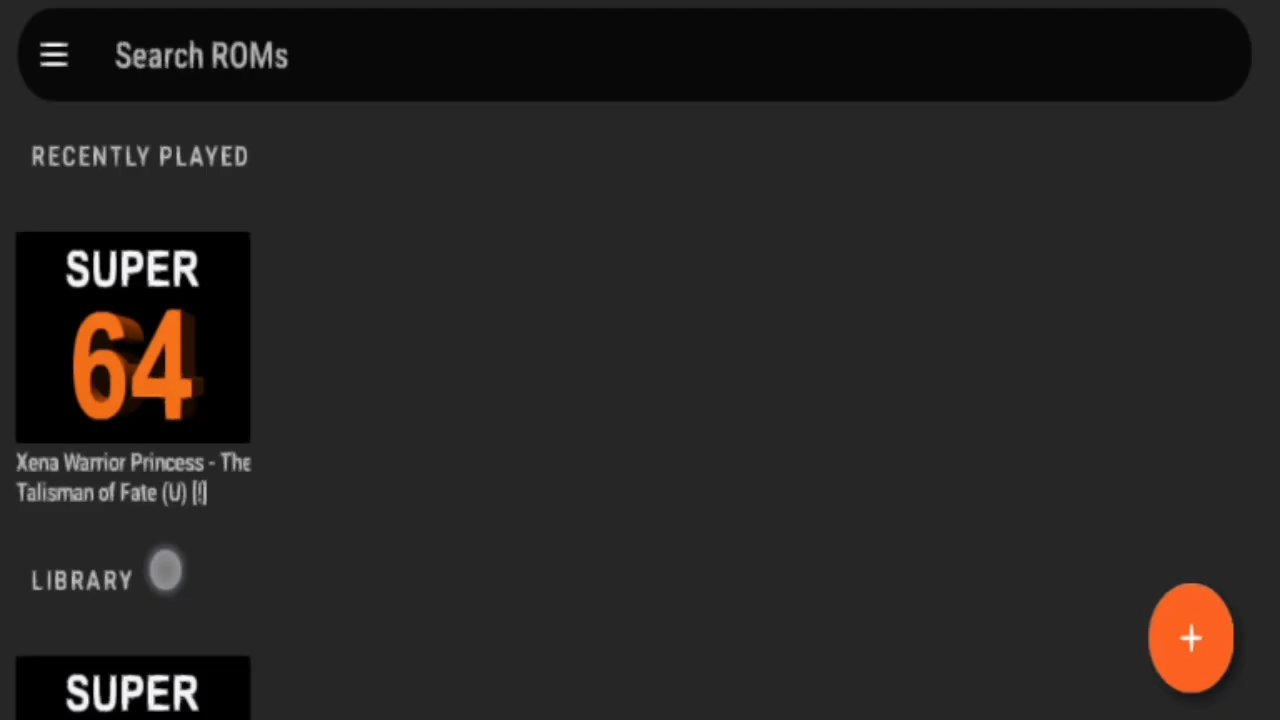 Search ROMs
RECENTLY PLAYED
SUPER
64
Xena Warrior Princess - The
Talisman of Fate (U) [!]
LIBRARY
SUPER
+